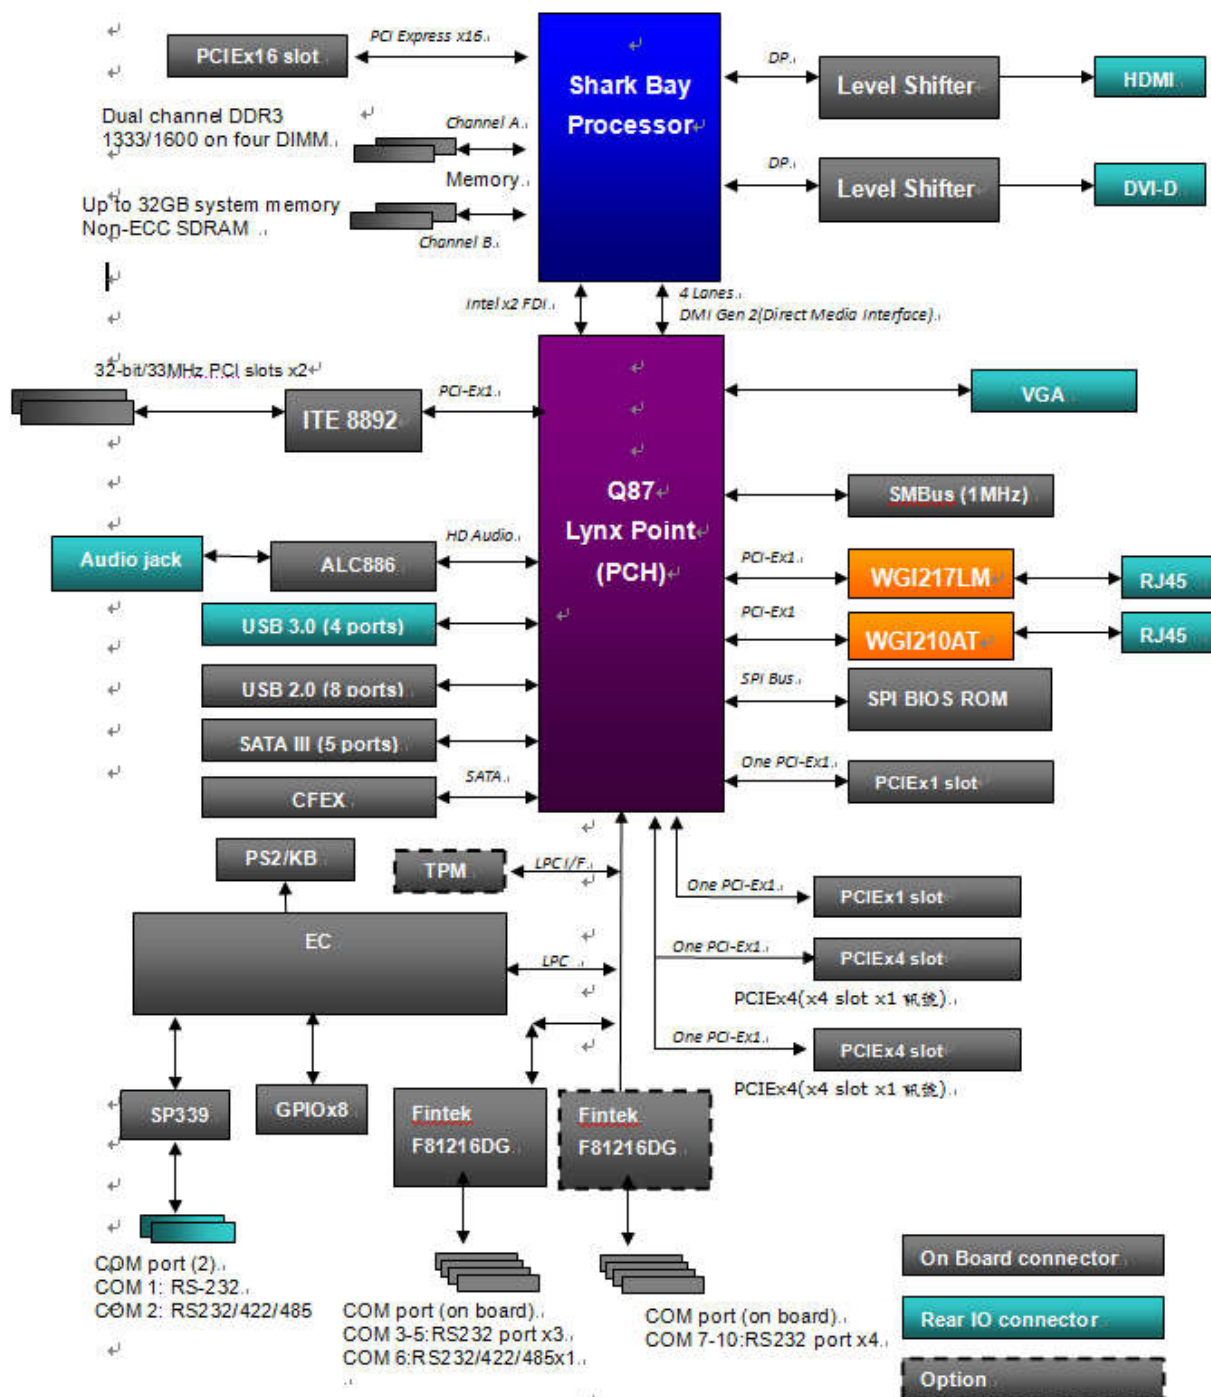 PCIEx16 slot
PCI Express x16.
Shark Bay
Processor
DP.
Level Shifter
HDMI
Dual channel DDR3
1333/1600 on four DIMM.
Channel A.
Memory.
DP.
Level Shifter
DVI-D
Up to 32GB system memory
Non-ECC SDRAM
Channel B.
Intel x2 FDI.
4 Lanes.
DMI Gen 2(Direct Media Interface).
32-bit/33MHz PCI slots x2
ITE 8892
PCI-Ex1.
VGA
Q87
Lynx Point
(PCH)
SMBus (1MHz)
Audio jack
ALC886
HD Audio.
PCI-Ex1.
WGI217LM
RJ45
USB 3.0 (4 ports)
PCI-Ex1
WGI210AT
RJ45
USB 2.0 (8 ports)
SPI Bus.
SPI BIOS ROM
SATA III (5 ports)
CFEX
SATA.
One PCI-Ex1.
PCIEx1 slot
PS2/KB
TPM
LPC I/F.
One PCI-Ex1.
PCIEx1 slot
EC
LPC
One PCI-Ex1.
PCIEx4 slot
PCIEx4(x4 slot x1 訊號).
One PCI-Ex1.
PCIEx4 slot
PCIEx4(x4 slot x1 訊號).
SP339
GPIOx8
Fintek
F81216DG.
Fintek
F81216DG
COM port (2).
COM 1: RS-232.
COM 2: RS232/422/485
COM port (on board).
COM 3-5:RS232 port x3
COM 6:RS232/422/485x1
COM port (on board).
COM 7-10:RS232 port x4
On Board connector
Rear IO connector
Option